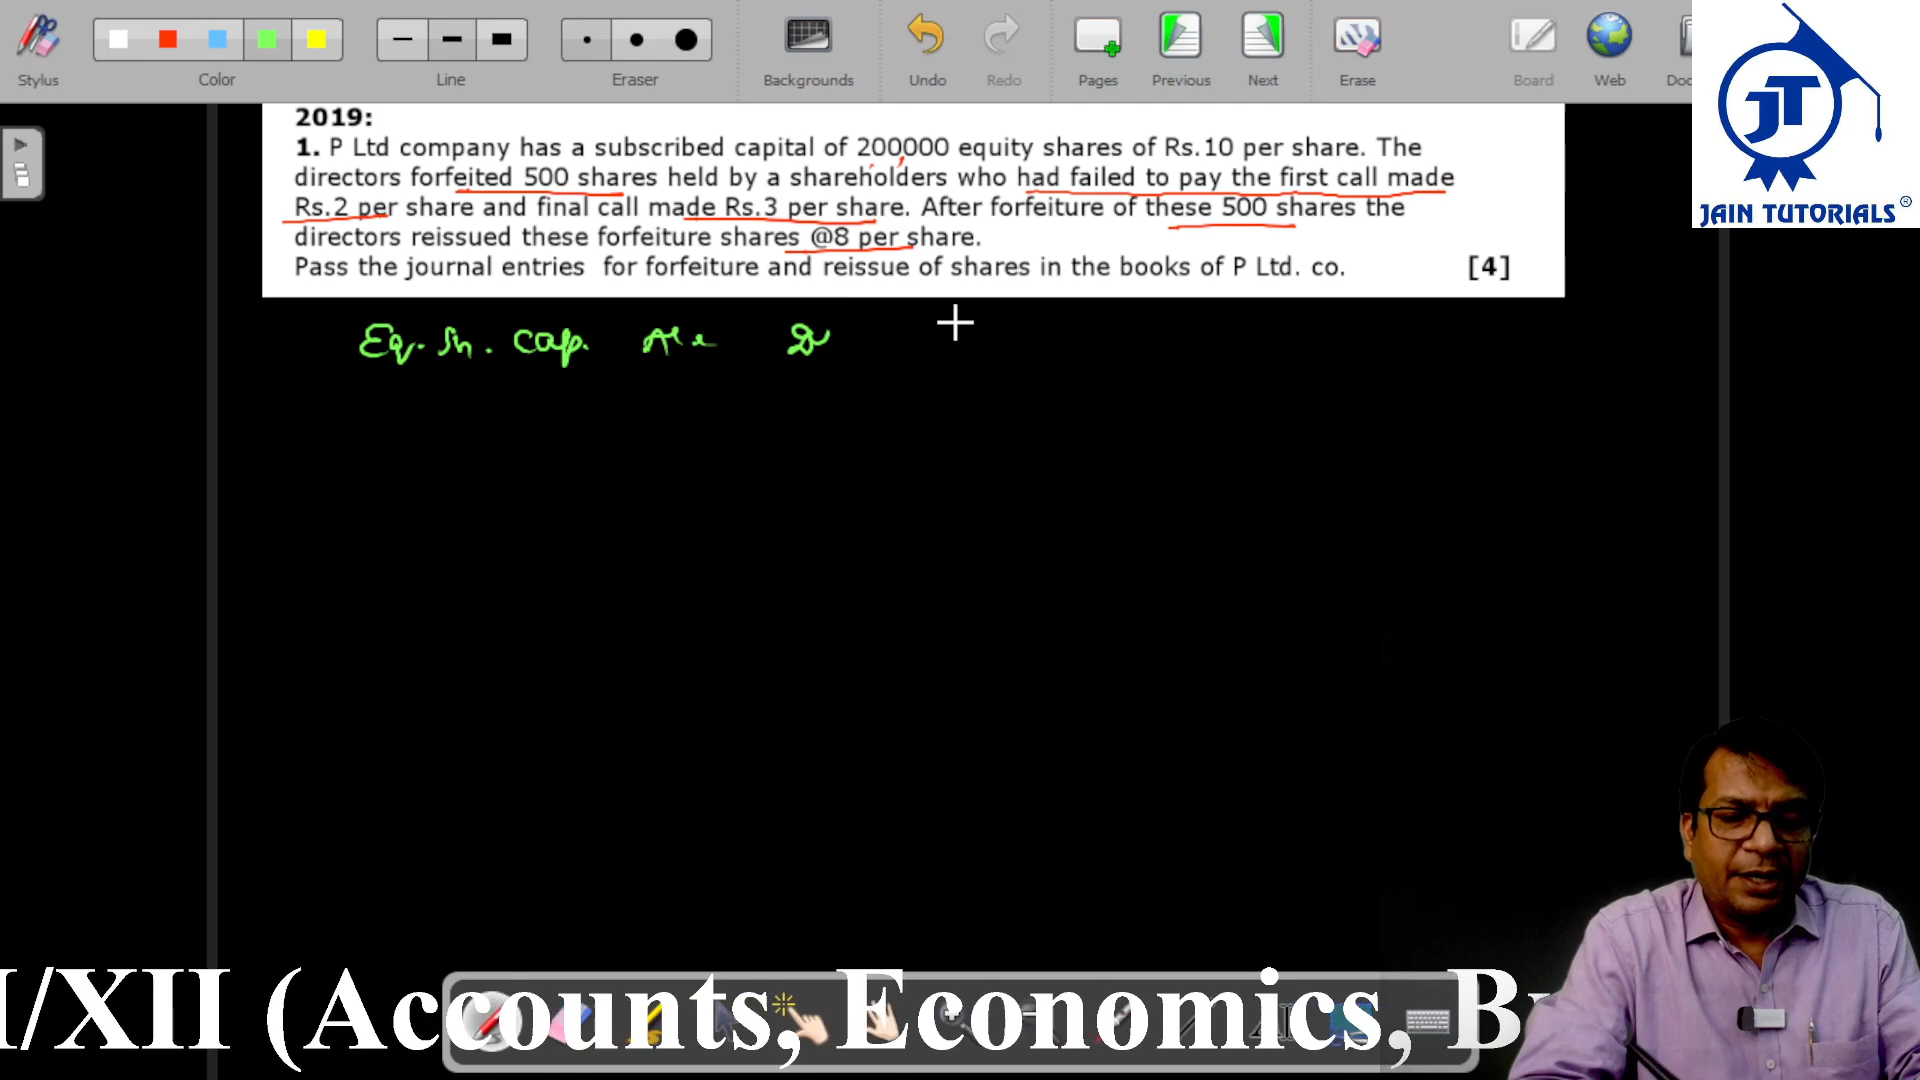 Stylus Color Line Eraser Backgrounds Undo Redo Pages Previous Next Erase Board Web
JT
JAIN TUTORIALS®
2019:
1. P Ltd company has a subscribed capital of 200000 equity shares of Rs.10 per share. The
directors forfeited 500 shares held by a shareholders who had failed to pay the first call made
Rs.2 per share and final call made Rs.3 per share. After forfeiture of these 500 shares the
directors reissued these forfeiture shares @8 per share.
Pass the journal entries for forfeiture and reissue of shares in the books of P Ltd. co. [4]
Eq. Sh. Cap. A/c Dr
I/XII (Accounts, Economics, B